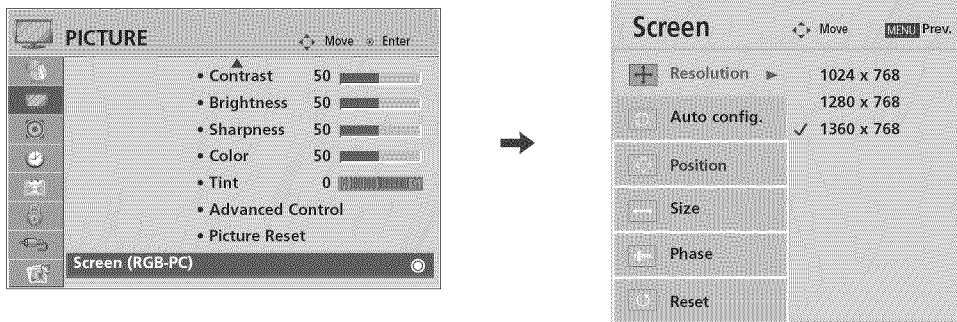 PICTURE
Move Enter
• Contrast 50
• Brightness 50
• Sharpness 50
• Color 50
• Tint 0
• Advanced Control
• Picture Reset
Screen (RGB-PC)
Screen
Move MENU Prev.
Resolution 1024 x 768
1280 x 768
Auto config. ✓ 1360 x 768
Position
Size
Phase
Reset